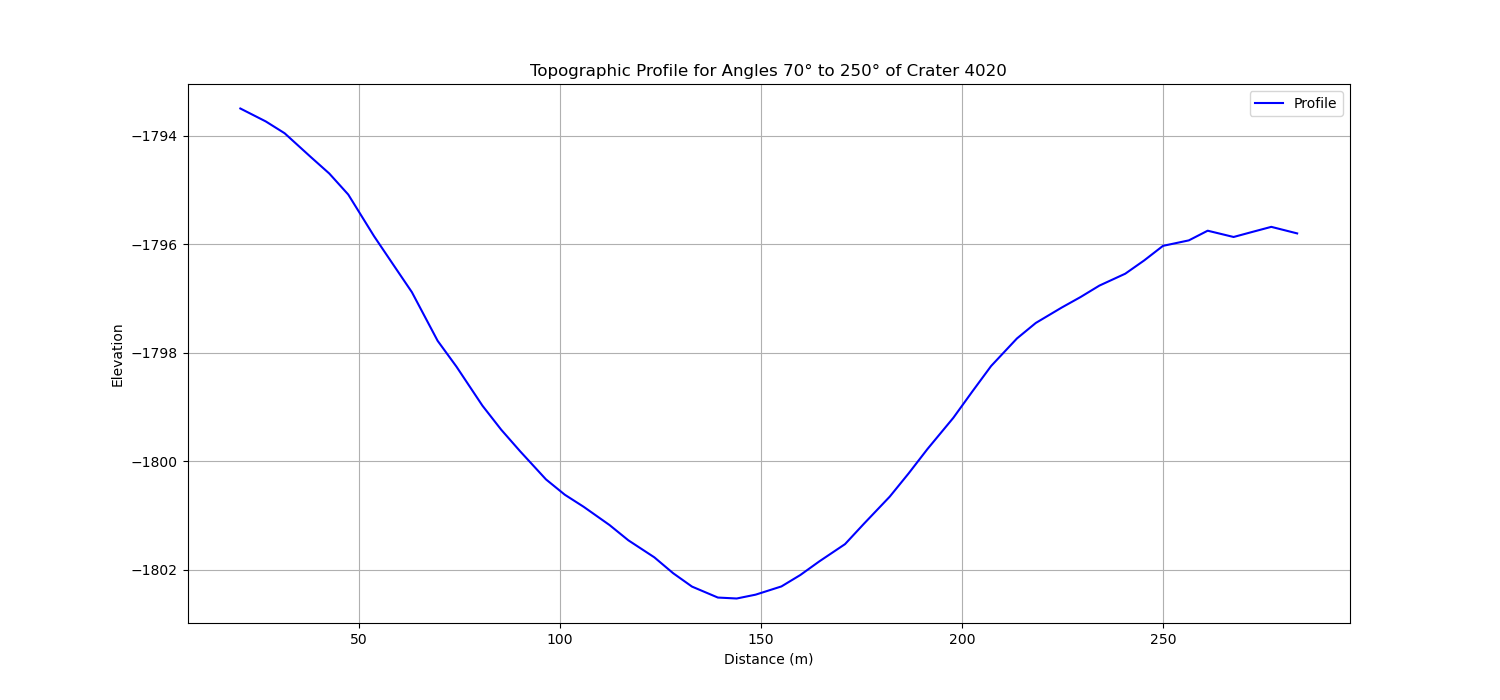 Topographic Profile for Angles 70° to 250° of Crater 4020
Profile
−1794
−1796
−1798
−1800
−1802
Elevation
50
100
150
200
250
Distance (m)